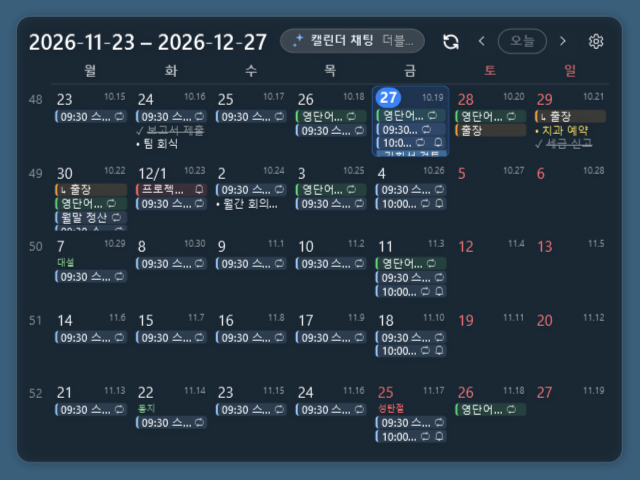 2026-11-23 – 2026-12-27 캘린더 채팅 더블... 오늘
월 화 수 목 금 토 일
48 23 10.15 24 10.16 25 10.17 26 10.18 27 10.19 28 10.20 29 10.21
09:30 스... 09:30 스... 09:30 스... 영단어... 영단어... 영단어... ↳ 출장
✓ 보고서 제출 09:30 스... 09:30... 출장 • 치과 예약
• 팀 회식 10:0... ✓ 세금 신고
49 30 10.22 12/1 10.23 2 10.24 3 10.25 4 10.26 5 10.27 6 10.28
↳ 출장 프로젝... 09:30 스... 영단어... 09:30 스...
영단어... 09:30 스... • 월간 회의... 09:30 스... 10:00...
월말 정산
50 7 10.29 8 10.30 9 11.1 10 11.2 11 11.3 12 11.4 13 11.5
대설 09:30 스... 09:30 스... 09:30 스... 영단어...
09:30 스... 09:30 스...
10:00...
51 14 11.6 15 11.7 16 11.8 17 11.9 18 11.10 19 11.11 20 11.12
09:30 스... 09:30 스... 09:30 스... 09:30 스... 09:30 스...
10:00...
52 21 11.13 22 11.14 23 11.15 24 11.16 25 11.17 26 11.18 27 11.19
09:30 스... 동지 09:30 스... 09:30 스... 성탄절 영단어...
09:30 스... 09:30 스...
10:00...